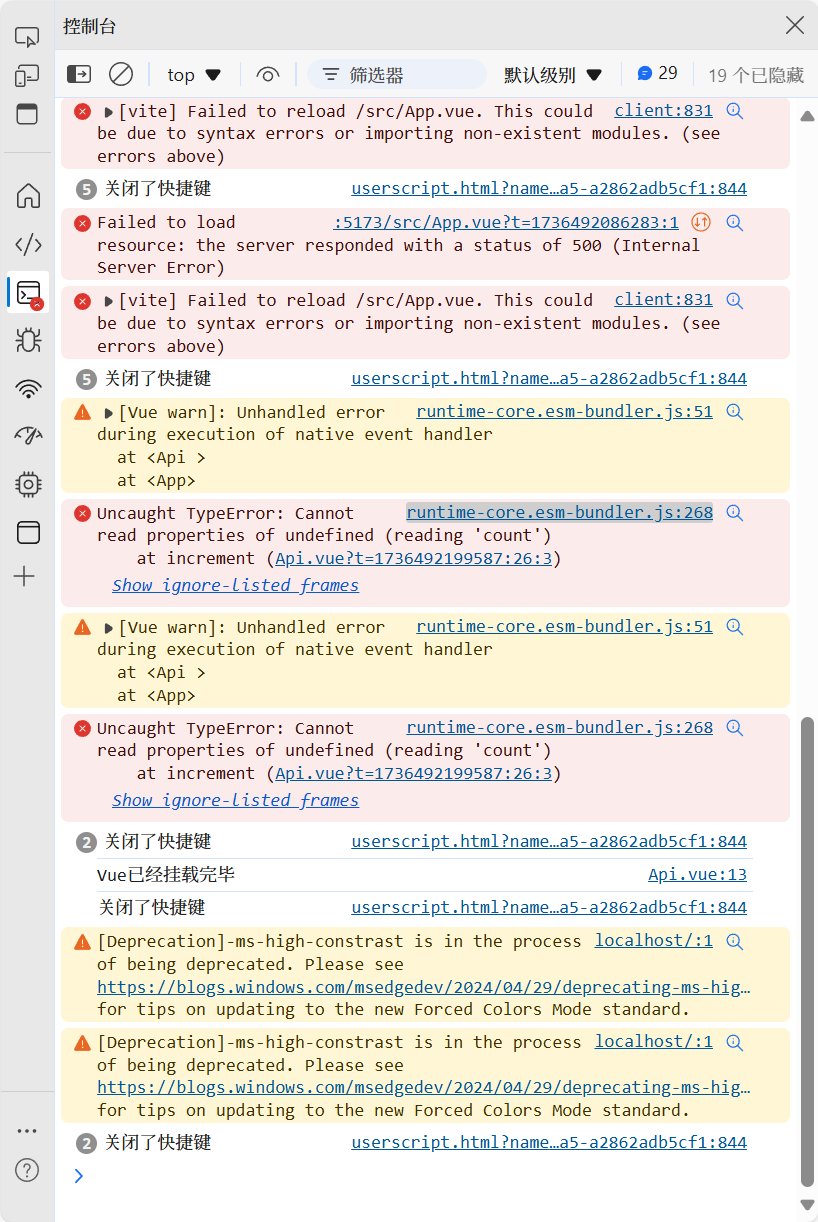 控制台
top 筛选器 默认级别 29 19 个已隐藏
[vite] Failed to reload /src/App.vue. This could client:831
be due to syntax errors or importing non-existent modules. (see
errors above)
5 关闭了快捷键 userscript.html?name…a5-a2862adb5cf1:844
Failed to load :5173/src/App.vue?t=1736492086283:1
resource: the server responded with a status of 500 (Internal
Server Error)
[vite] Failed to reload /src/App.vue. This could client:831
be due to syntax errors or importing non-existent modules. (see
errors above)
5 关闭了快捷键 userscript.html?name…a5-a2862adb5cf1:844
[Vue warn]: Unhandled error runtime-core.esm-bundler.js:51
during execution of native event handler
at <Api >
at <App>
Uncaught TypeError: Cannot runtime-core.esm-bundler.js:268
read properties of undefined (reading 'count')
at increment (Api.vue?t=1736492199587:26:3)
Show ignore-listed frames
[Vue warn]: Unhandled error runtime-core.esm-bundler.js:51
during execution of native event handler
at <Api >
at <App>
Uncaught TypeError: Cannot runtime-core.esm-bundler.js:268
read properties of undefined (reading 'count')
at increment (Api.vue?t=1736492199587:26:3)
Show ignore-listed frames
2 关闭了快捷键 userscript.html?name…a5-a2862adb5cf1:844
Vue已经挂载完毕 Api.vue:13
关闭了快捷键 userscript.html?name…a5-a2862adb5cf1:844
[Deprecation]-ms-high-constrast is in the process localhost/:1
of being deprecated. Please see
https://blogs.windows.com/msedgedev/2024/04/29/deprecating-ms-hig…
for tips on updating to the new Forced Colors Mode standard.
[Deprecation]-ms-high-constrast is in the process localhost/:1
of being deprecated. Please see
https://blogs.windows.com/msedgedev/2024/04/29/deprecating-ms-hig…
for tips on updating to the new Forced Colors Mode standard.
2 关闭了快捷键 userscript.html?name…a5-a2862adb5cf1:844